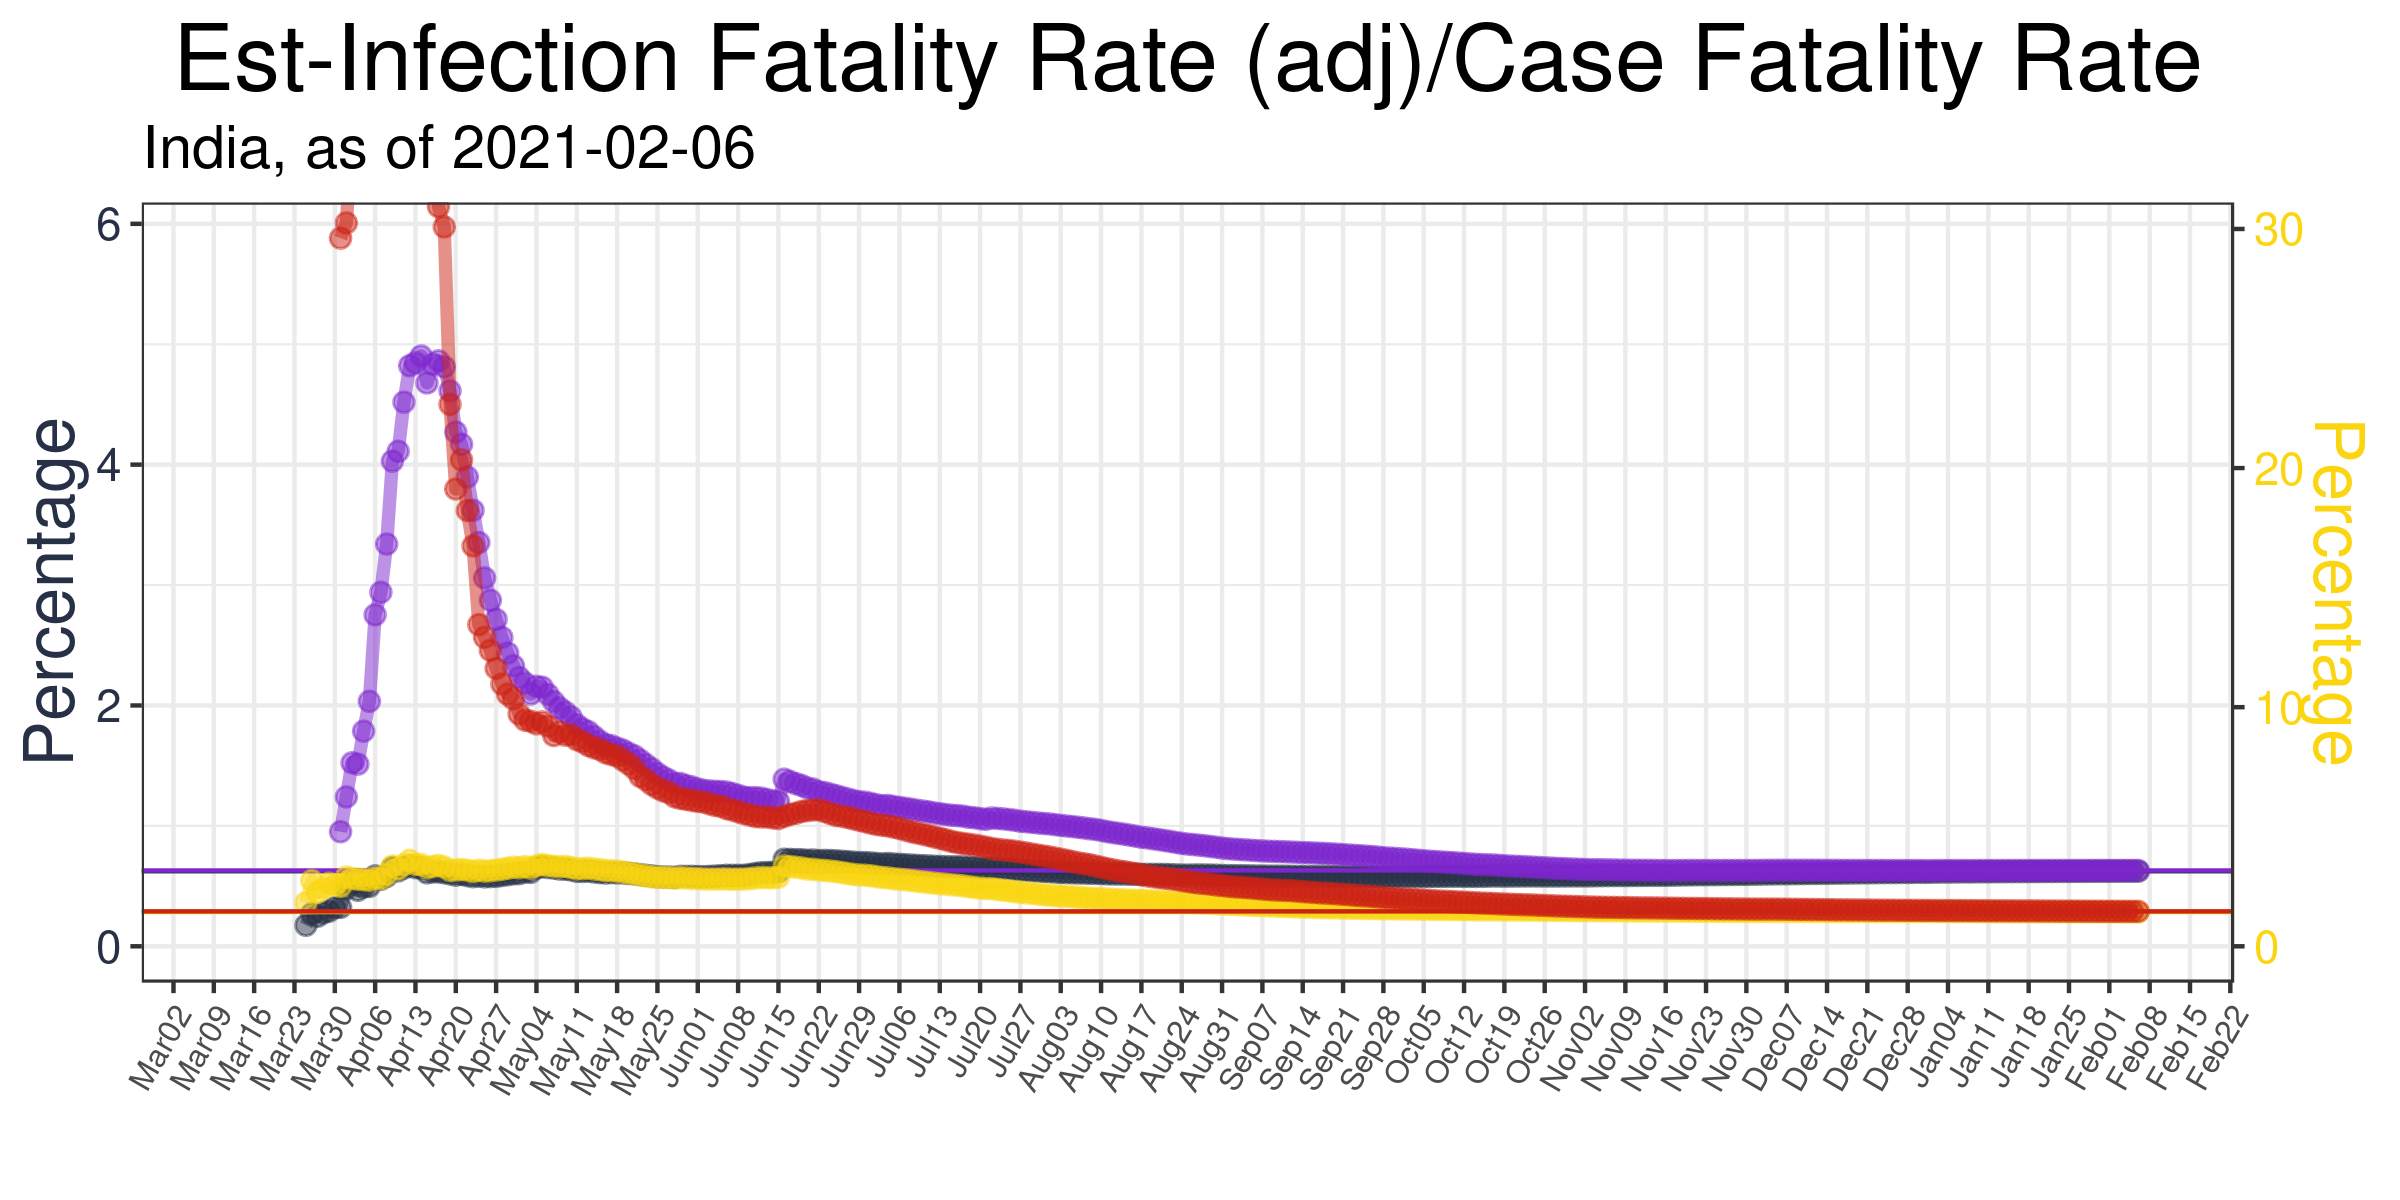 Est-Infection Fatality Rate (adj)/Case Fatality Rate
India, as of 2021-02-06
Percentage
6
4
2
0
30
20
10
0
Percentage
Mar02
Mar09
Mar16
Mar23
Mar30
Apr06
Apr13
Apr20
Apr27
May04
May11
May18
May25
Jun01
Jun08
Jun15
Jun22
Jun29
Jul06
Jul13
Jul20
Jul27
Aug03
Aug10
Aug17
Aug24
Aug31
Sep07
Sep14
Sep21
Sep28
Oct05
Oct12
Oct19
Oct26
Nov02
Nov09
Nov16
Nov23
Nov30
Dec07
Dec14
Dec21
Dec28
Dec04
Jan11
Jan18
Jan25
Feb01
Feb08
Feb15
Feb22